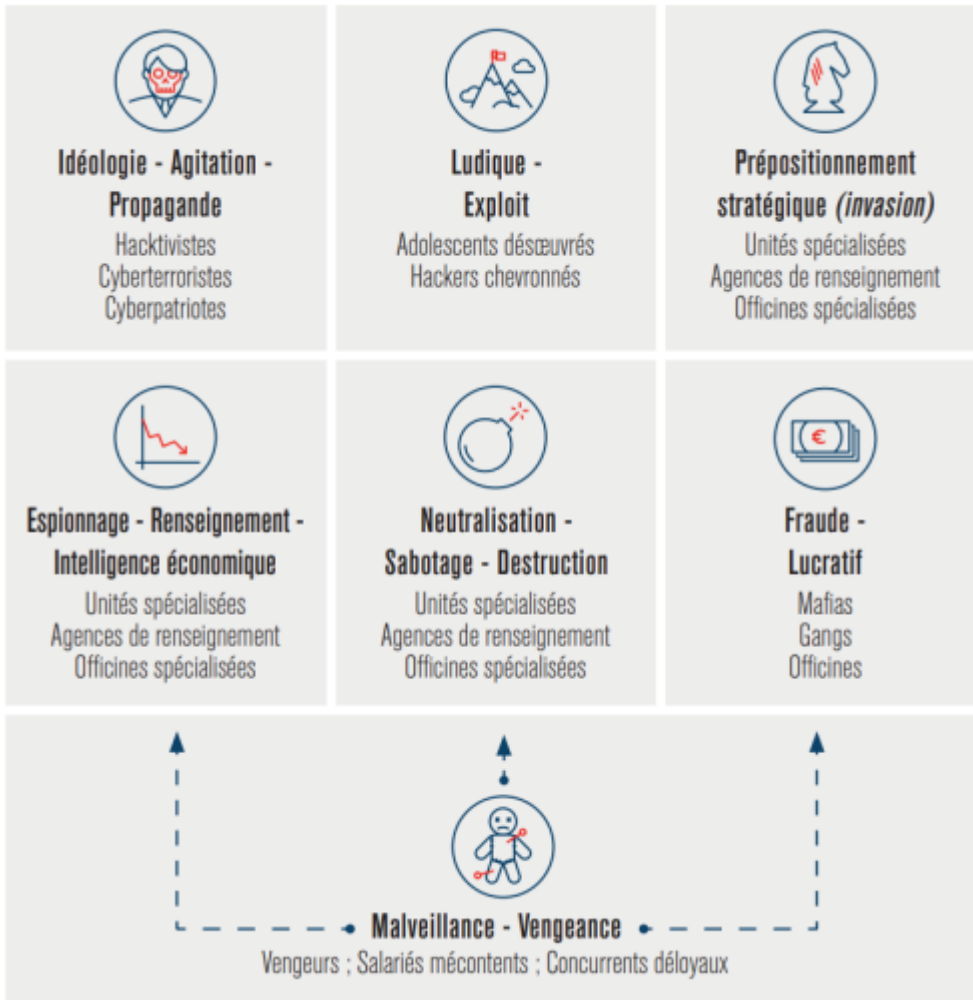 Idéologie - Agitation -
Propagande
Hacktivistes
Cyberterroristes
Cyberpatriotes
Ludique -
Exploit
Adolescents désœuvrés
Hackers chevronnés
Prépositionnement
stratégique (invasion)
Unités spécialisées
Agences de renseignement
Officines spécialisées
Espionnage - Renseignement -
Intelligence économique
Unités spécialisées
Agences de renseignement
Officines spécialisées
Neutralisation -
Sabotage - Destruction
Unités spécialisées
Agences de renseignement
Officines spécialisées
€
Fraude -
Lucratif
Mafias
Gangs
Officines
Malveillance - Vengeance
Vengeurs ; Salariés mécontents ; Concurrents déloyaux